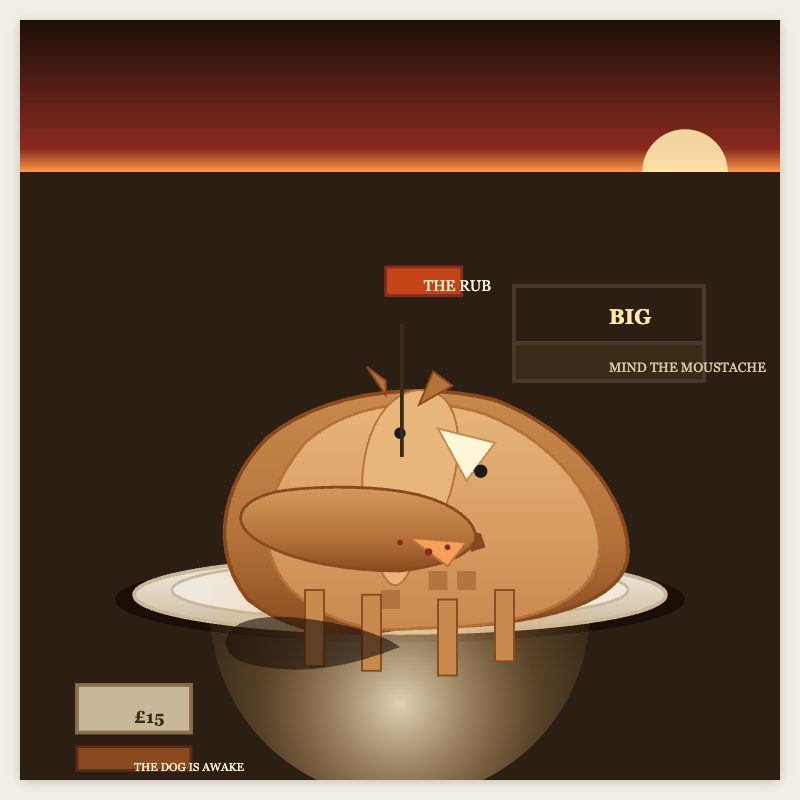 THE RUB
BIG
MIND THE MOUSTACHE
£15
THE DOG IS AWAKE